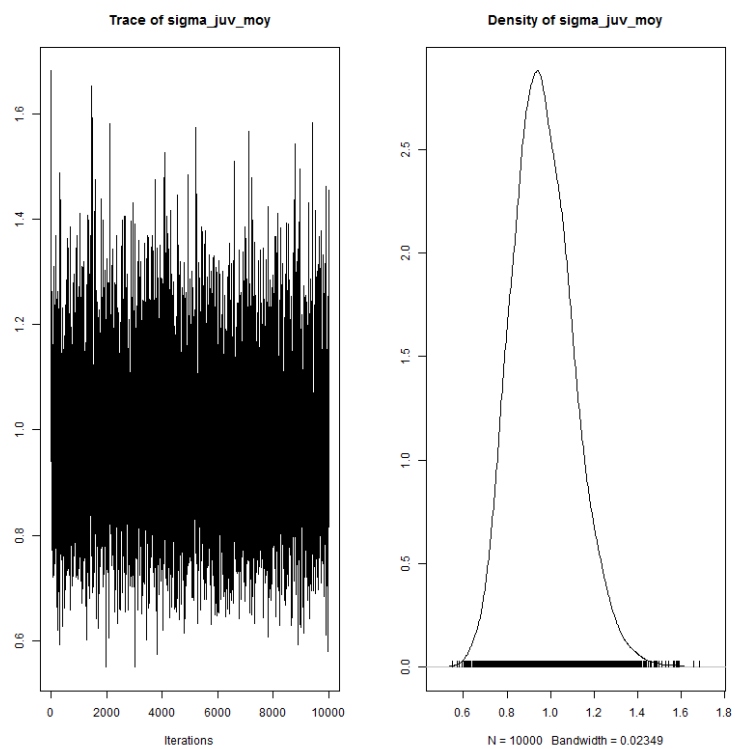 Trace of sigma_juv_moy
Density of sigma_juv_moy
1.6
1.4
1.2
1.0
0.8
0.6
0 2000 4000 6000 8000 10000
Iterations
2.5
2.0
1.5
1.0
0.5
0.0
0.6 0.8 1.0 1.2 1.4 1.6 1.8
N = 10000 Bandwidth = 0.02349